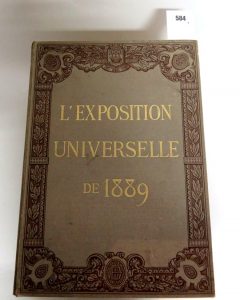 584
L'EXPOSITION
UNIVERSELLE
DE 1889